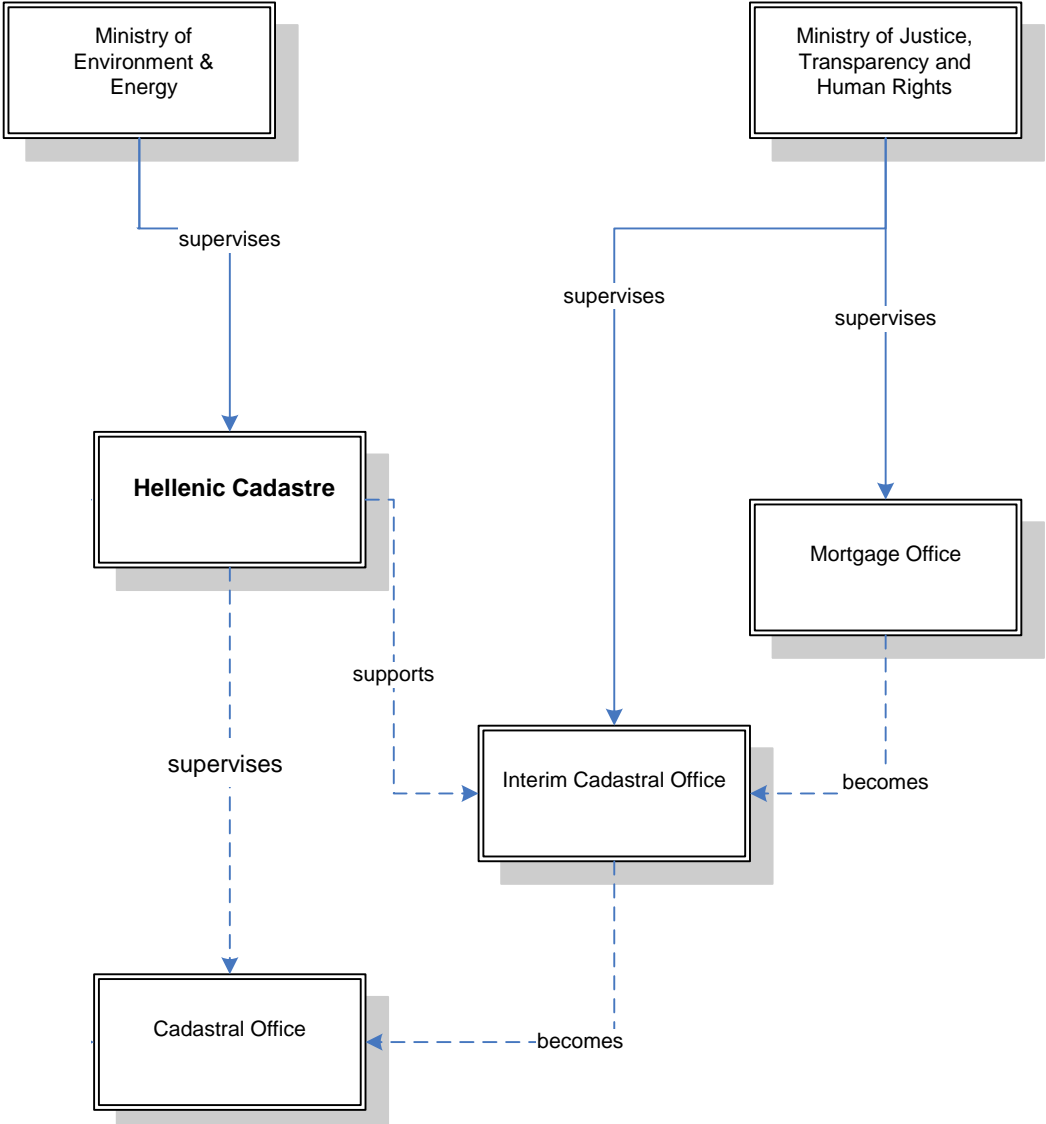 Ministry of
Environment &
Energy
Ministry of Justice,
Transparency and
Human Rights
supervises
supervises
supervises
Hellenic Cadastre
Mortgage Office
supports
supervises
Interim Cadastral Office
becomes
Cadastral Office
becomes